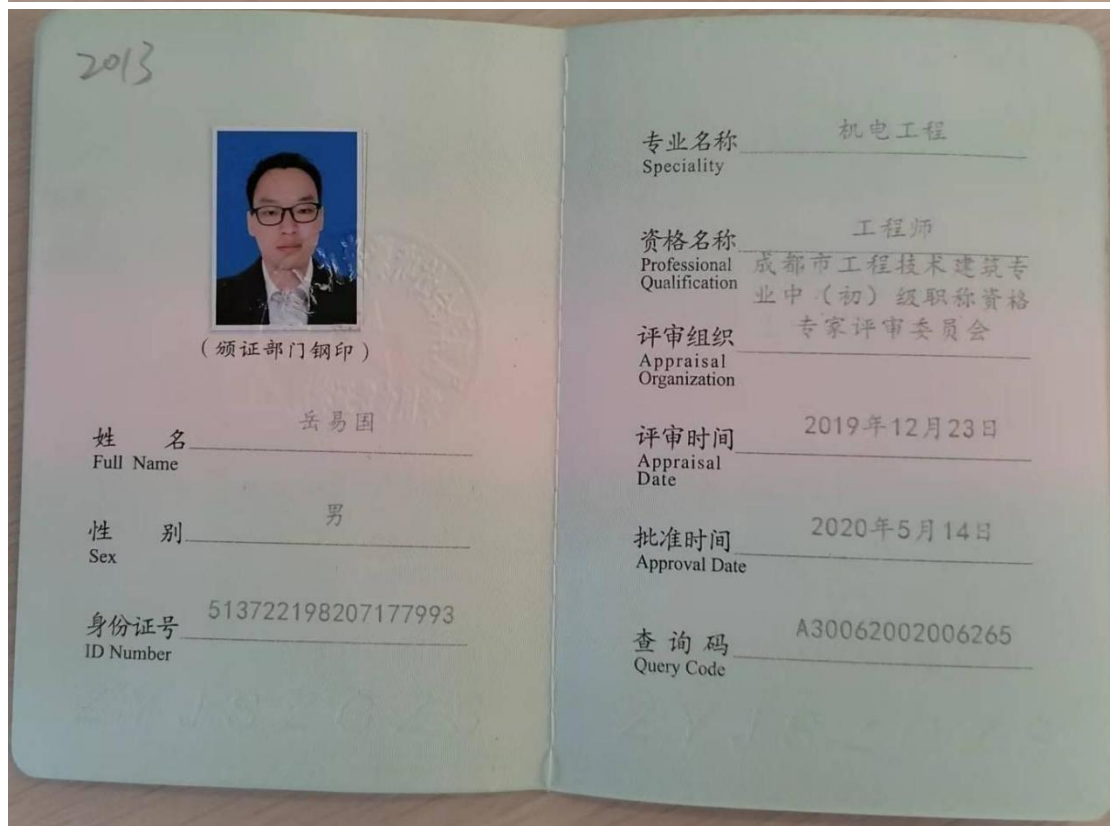 2013
(颁证部门钢印)
姓 名 岳易国
Full Name
性 别 男
Sex
身份证号 513722198207177993
ID Number
专业名称 机电工程
Speciality
资格名称 工程师
Professional
Qualification
成都市工程技术建筑专
业中(初)级职称资格
专家评审委员会
评审组织
Appraisal
Organization
评审时间 2019年12月23日
Appraisal
Date
批准时间 2020年5月14日
Approval Date
查询码 A30062002006265
Query Code